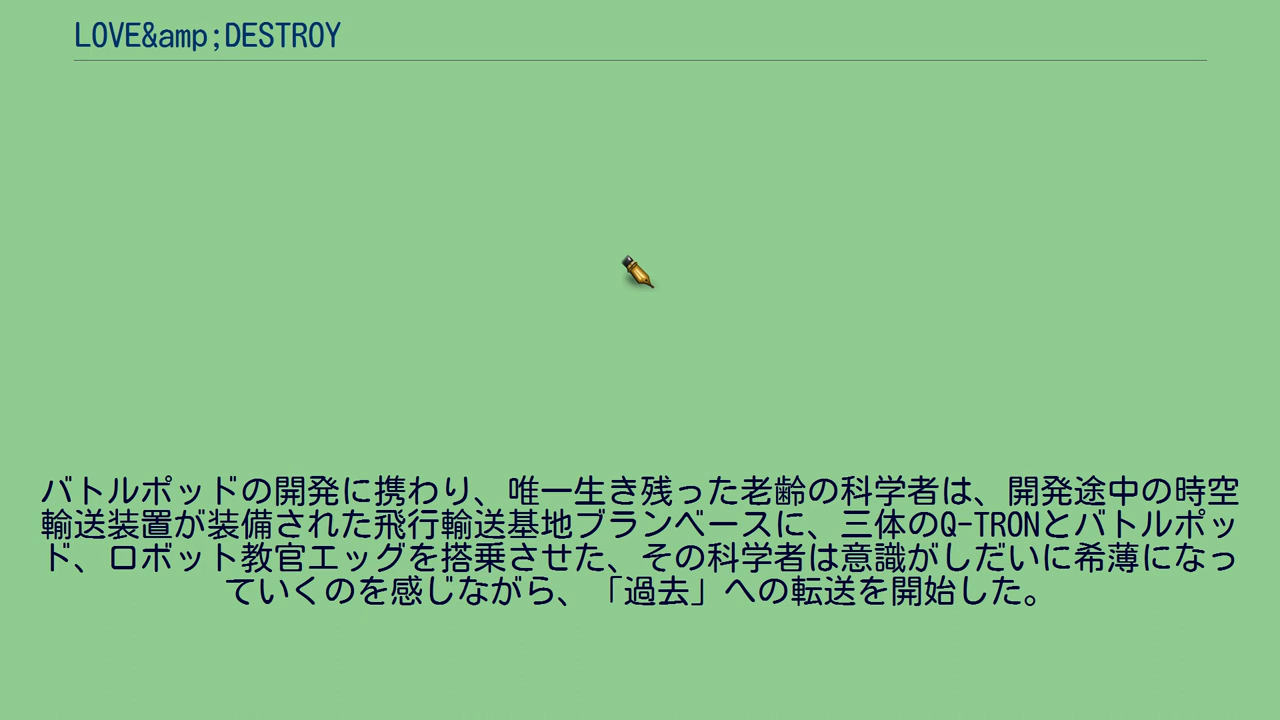 LOVE&amp;DESTROY
バトルポッドの開発に携わり、唯一生き残った老齢の科学者は、開発途中の時空
輸送装置が装備された飛行輸送基地ブランベースに、三体のQ-TRONとバトルポッ
ド、ロボット教官エッグを搭乗させた、その科学者は意識がしだいに希薄になっ
ていくのを感じながら、「過去」への転送を開始した。